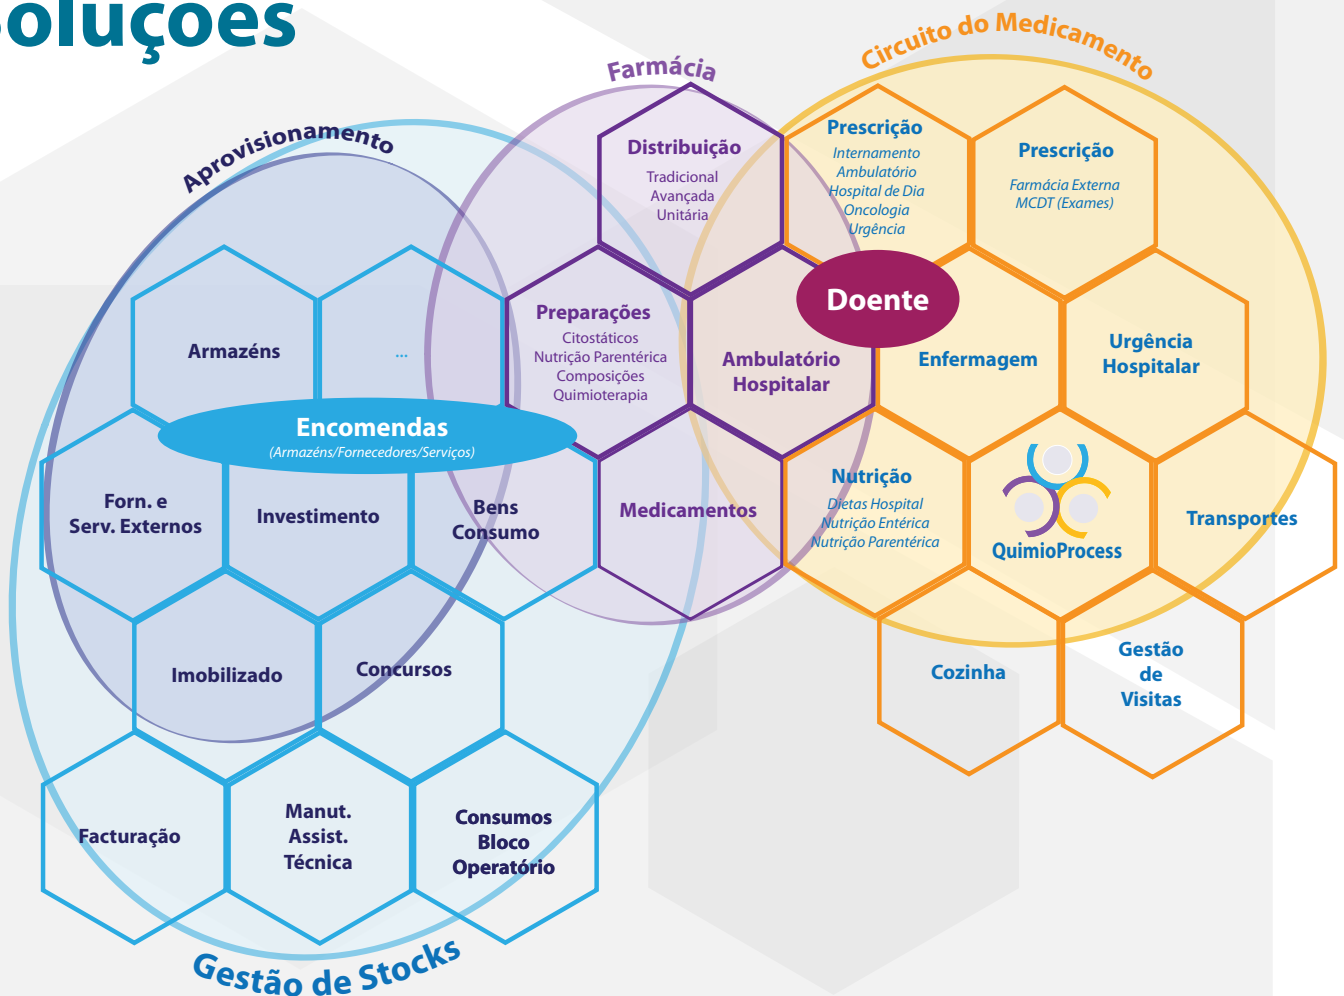 Soluções
Circuito do Medicamento
Farmácia
Aprovisionamento
Distribuição
Tradicional
Avançada
Unitária
Prescrição
Internamento
Ambulatório
Hospital de Dia
Oncologia
Urgência
Prescrição
Farmácia Externa
MCDT (Exames)
Doente
Armazéns
...
Preparações
Citostáticos
Nutrição Parentérica
Composições
Quimioterapia
Ambulatório
Hospitalar
Enfermagem
Urgência
Hospitalar
Encomendas
(Armazéns/Fornecedores/Serviços)
Forn. e
Serv. Externos
Investimento
Bens
Consumo
Medicamentos
Nutrição
Dietas Hospital
Nutrição Entérica
Nutrição Parentérica
QuimioProcess
Transportes
Imobilizado
Concursos
Cozinha
Gestão
de
Visitas
Facturação
Manut.
Assist.
Técnica
Consumos
Bloco
Operatório
Gestão de Stocks